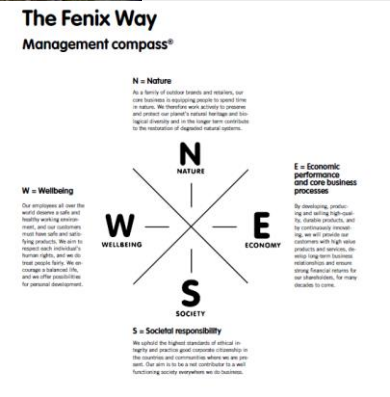 The Fenix Way
Management compass®
N = Nature
As a family of outdoor brands and retailers, our
core business is equipping people to spend time
in nature. We therefore work actively to preserve
and protect our planet's natural heritage and bio-
logical diversity and in the longer term contribute
to the restoration of degraded natural systems.
N
NATURE
E = Economic
performance
and core business
processes
By developing, produc-
ing and selling high-quali-
ty, durable products, and
by continuously innovat-
ing, we will provide our
customers with high value
products and services, de-
velop long-term business
relationships and ensure
strong financial returns for
our shareholders, for many
decades to come.
W = Wellbeing
Our employees all over the
world deserve a safe and
healthy working environ-
ment, and our customers
must have safe and satis-
fying products. We aim to
respect each individual's
human rights, and we do
treat people fairly. We en-
courage a balanced life,
and we offer possibilities
for personal development.
W
WELLBEING
E
ECONOMY
S
SOCIETY
S = Societal responsibility
We uphold the highest standards of ethical in-
tegrity and practice good corporate citizenship in
the countries and communities where we are pre-
sent. Our aim is to be a net contributor to a well
functioning society everywhere we do business.